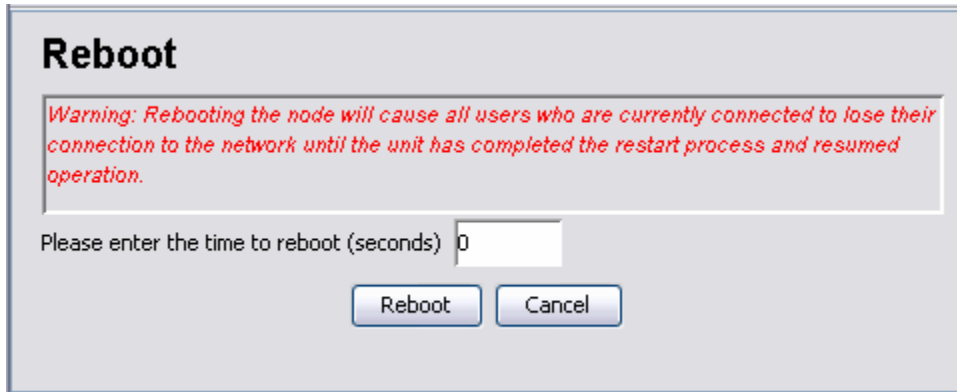 Reboot
Warning: Rebooting the node will cause all users who are currently connected to lose their
connection to the network until the unit has completed the restart process and resumed
operation.
Please enter the time to reboot (seconds) 0
Reboot Cancel